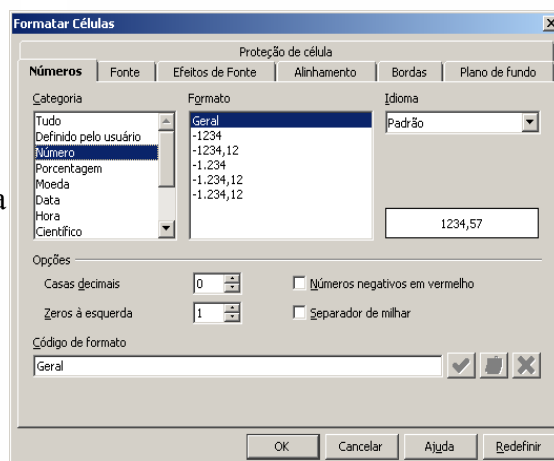 Formatar Células
Proteção de célula
Números Fonte Efeitos de Fonte Alinhamento Bordas Plano de fundo
Categoria Formato Idioma
Tudo
Definido pelo usuário
Número
Porcentagem
Moeda
Data
Hora
Científico
Geral
-1234
-1234,12
-1.234
-1.234,12
-1.234,12
Padrão
a
1234,57
Opções
Casas decimais 0 Números negativos em vermelho
Zeros à esquerda 1 Separador de milhar
Código de formato
Geral
OK Cancelar Ajuda Redefinir